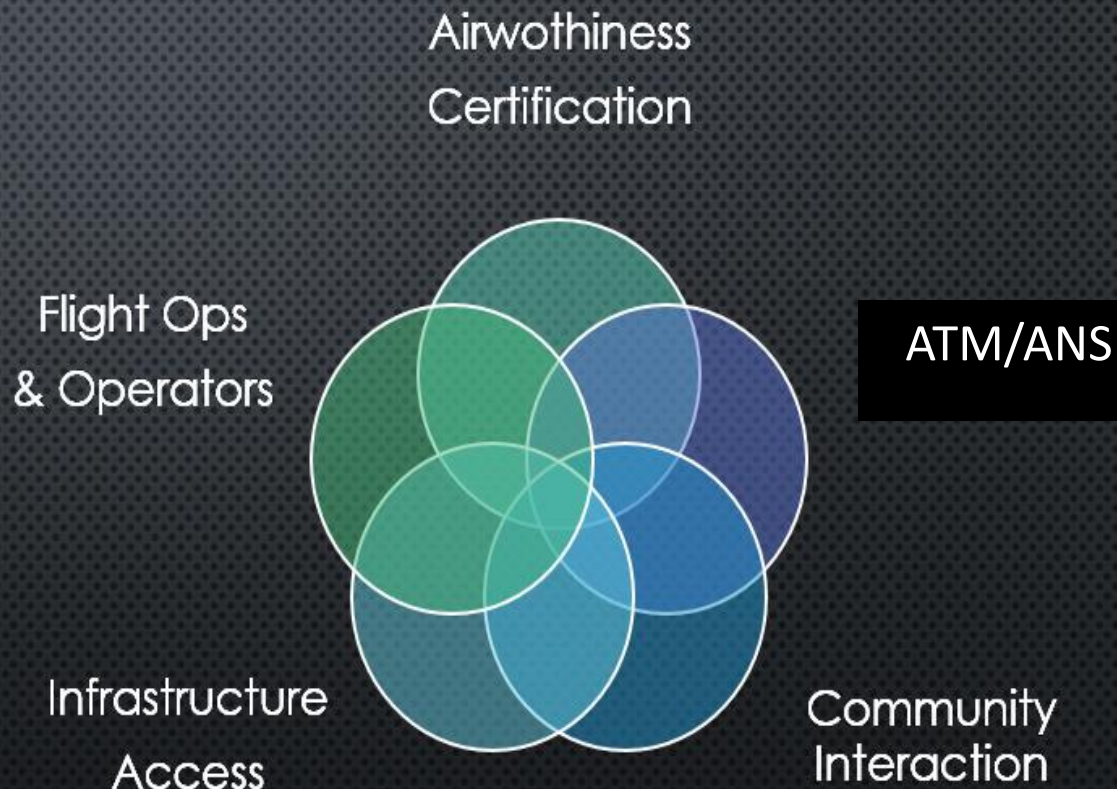 Airwothiness
Certification
Flight Ops
& Operators
ATM/ANS
Infrastructure
Access
Community
Interaction